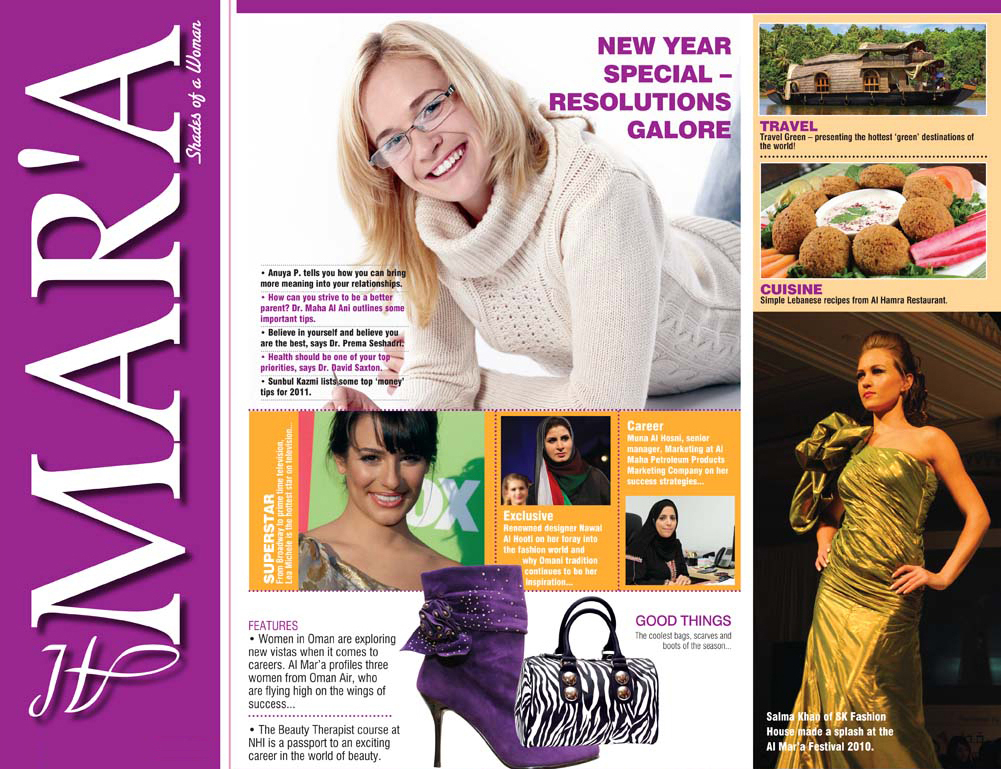 Al MAR'A
Shades of a Woman
NEW YEAR
SPECIAL –
RESOLUTIONS
GALORE
• Anuya P. tells you how you can bring
more meaning into your relationships.
• How can you strive to be a better
parent? Dr. Maha Al Ani outlines some
important tips.
• Believe in yourself and believe you
are the best, says Dr. Prema Seshadri.
• Health should be one of your top
priorities, says Dr. David Saxton.
• Sunbul Kazmi lists some top 'money'
tips for 2011.
SUPERSTAR
From Broadway to prime time television,
Lea Michele is the hottest star on television...
OX
Exclusive
Renowned designer Nawal
Al Hooti on her foray into
the fashion world and
why Omani tradition
continues to be her
inspiration...
Career
Muna Al Hosni, senior
manager, Marketing at Al
Maha Petroleum Products
Marketing Company on her
success strategies...
FEATURES
• Women in Oman are exploring
new vistas when it comes to
careers. Al Mar'a profiles three
women from Oman Air, who
are flying high on the wings of
success...
• The Beauty Therapist course at
NHI is a passport to an exciting
career in the world of beauty.
GOOD THINGS
The coolest bags, scarves and
boots of the season...
TRAVEL
Travel Green – presenting the hottest 'green' destinations of
the world!
CUISINE
Simple Lebanese recipes from Al Hamra Restaurant.
Salma Khan of SK Fashion
House made a splash at the
Al Mar'a Festival 2010.